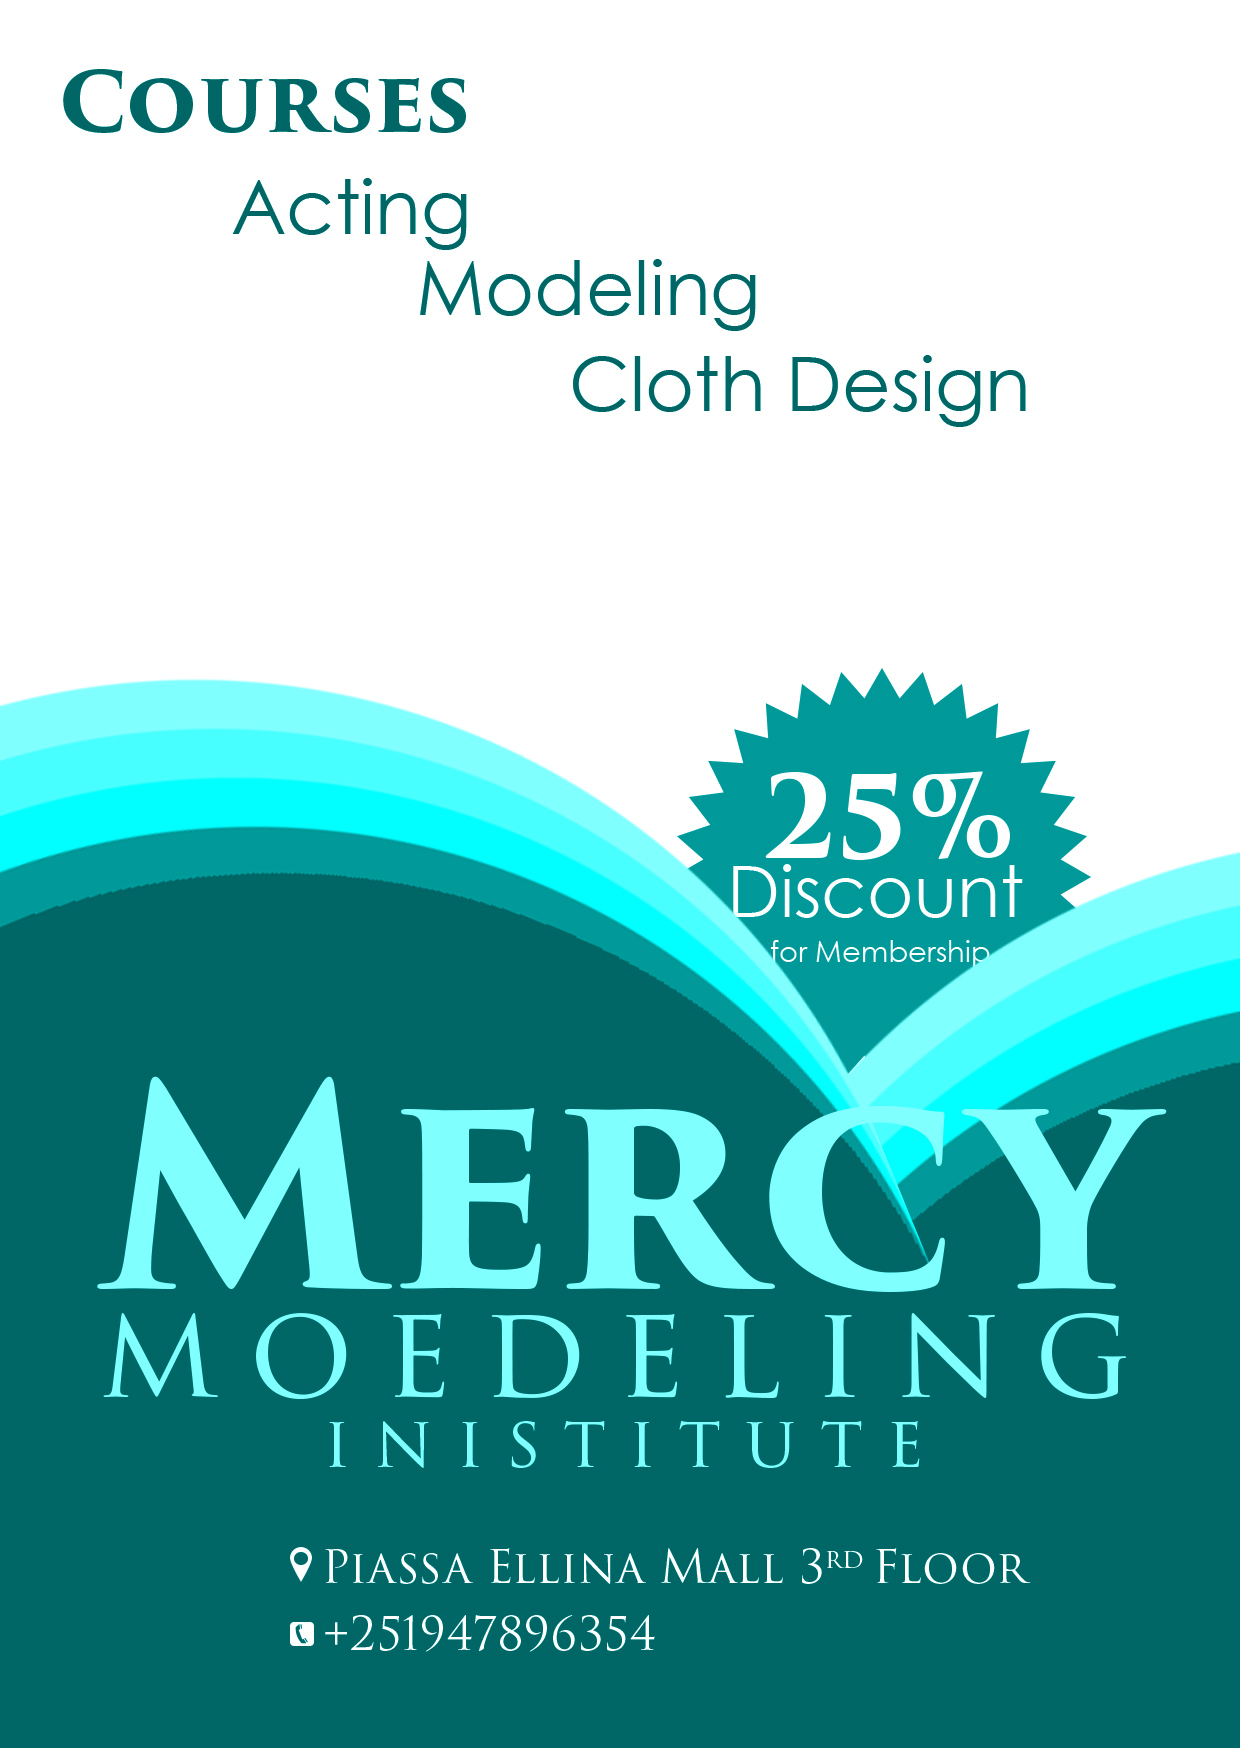 Courses
Acting
Modeling
Cloth Design
25%
Discount
for Membership
Mercy
MOEDELING
INISTITUTE
Piassa Ellina Mall 3rd Floor
+251947896354